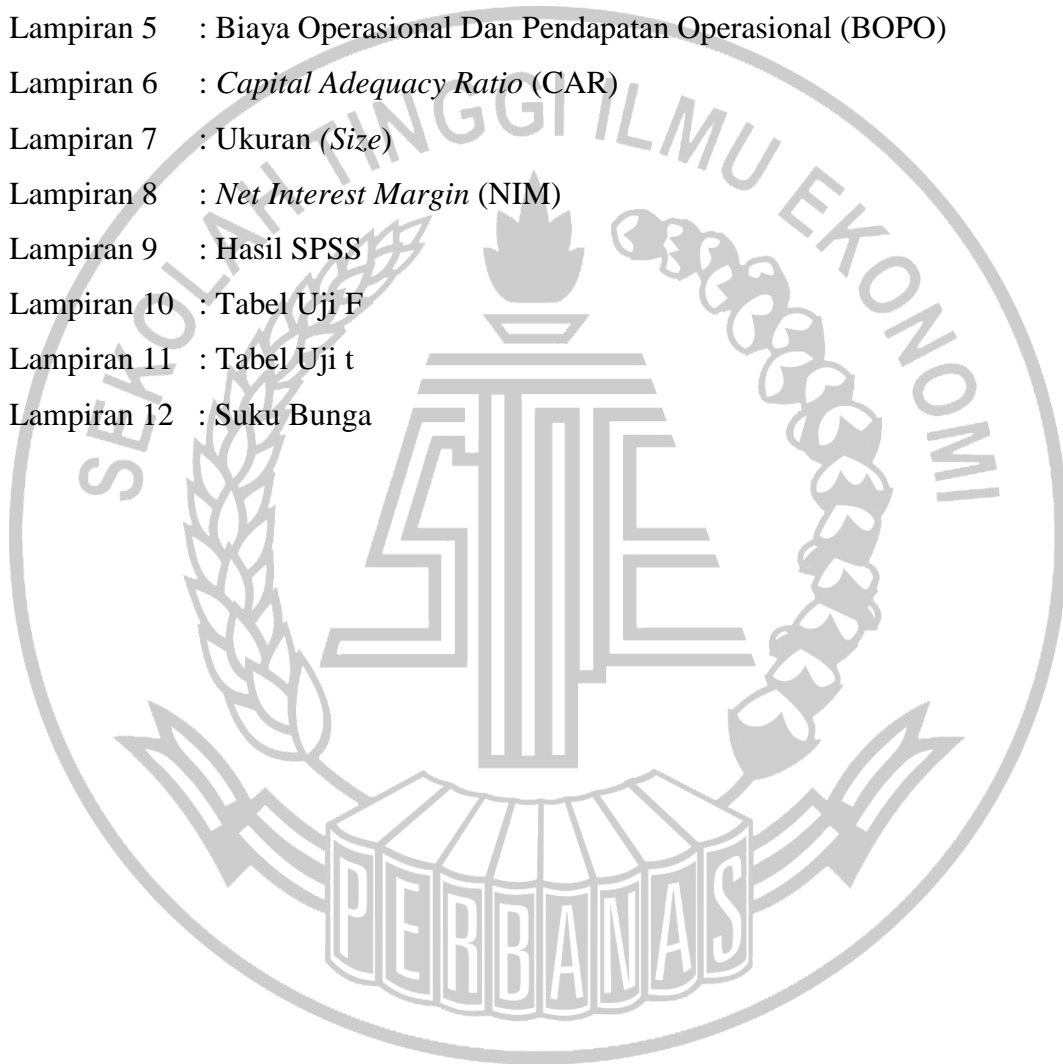 Lampiran 5 : Biaya Operasional Dan Pendapatan Operasional (BOPO)
Lampiran 6 : Capital Adequacy Ratio (CAR)
Lampiran 7 : Ukuran (Size)
Lampiran 8 : Net Interest Margin (NIM)
Lampiran 9 : Hasil SPSS
Lampiran 10 : Tabel Uji F
Lampiran 11 : Tabel Uji t
Lampiran 12 : Suku Bunga
SEKOLAH TINGGI ILMU EKONOMI
STIE
PERBANAS